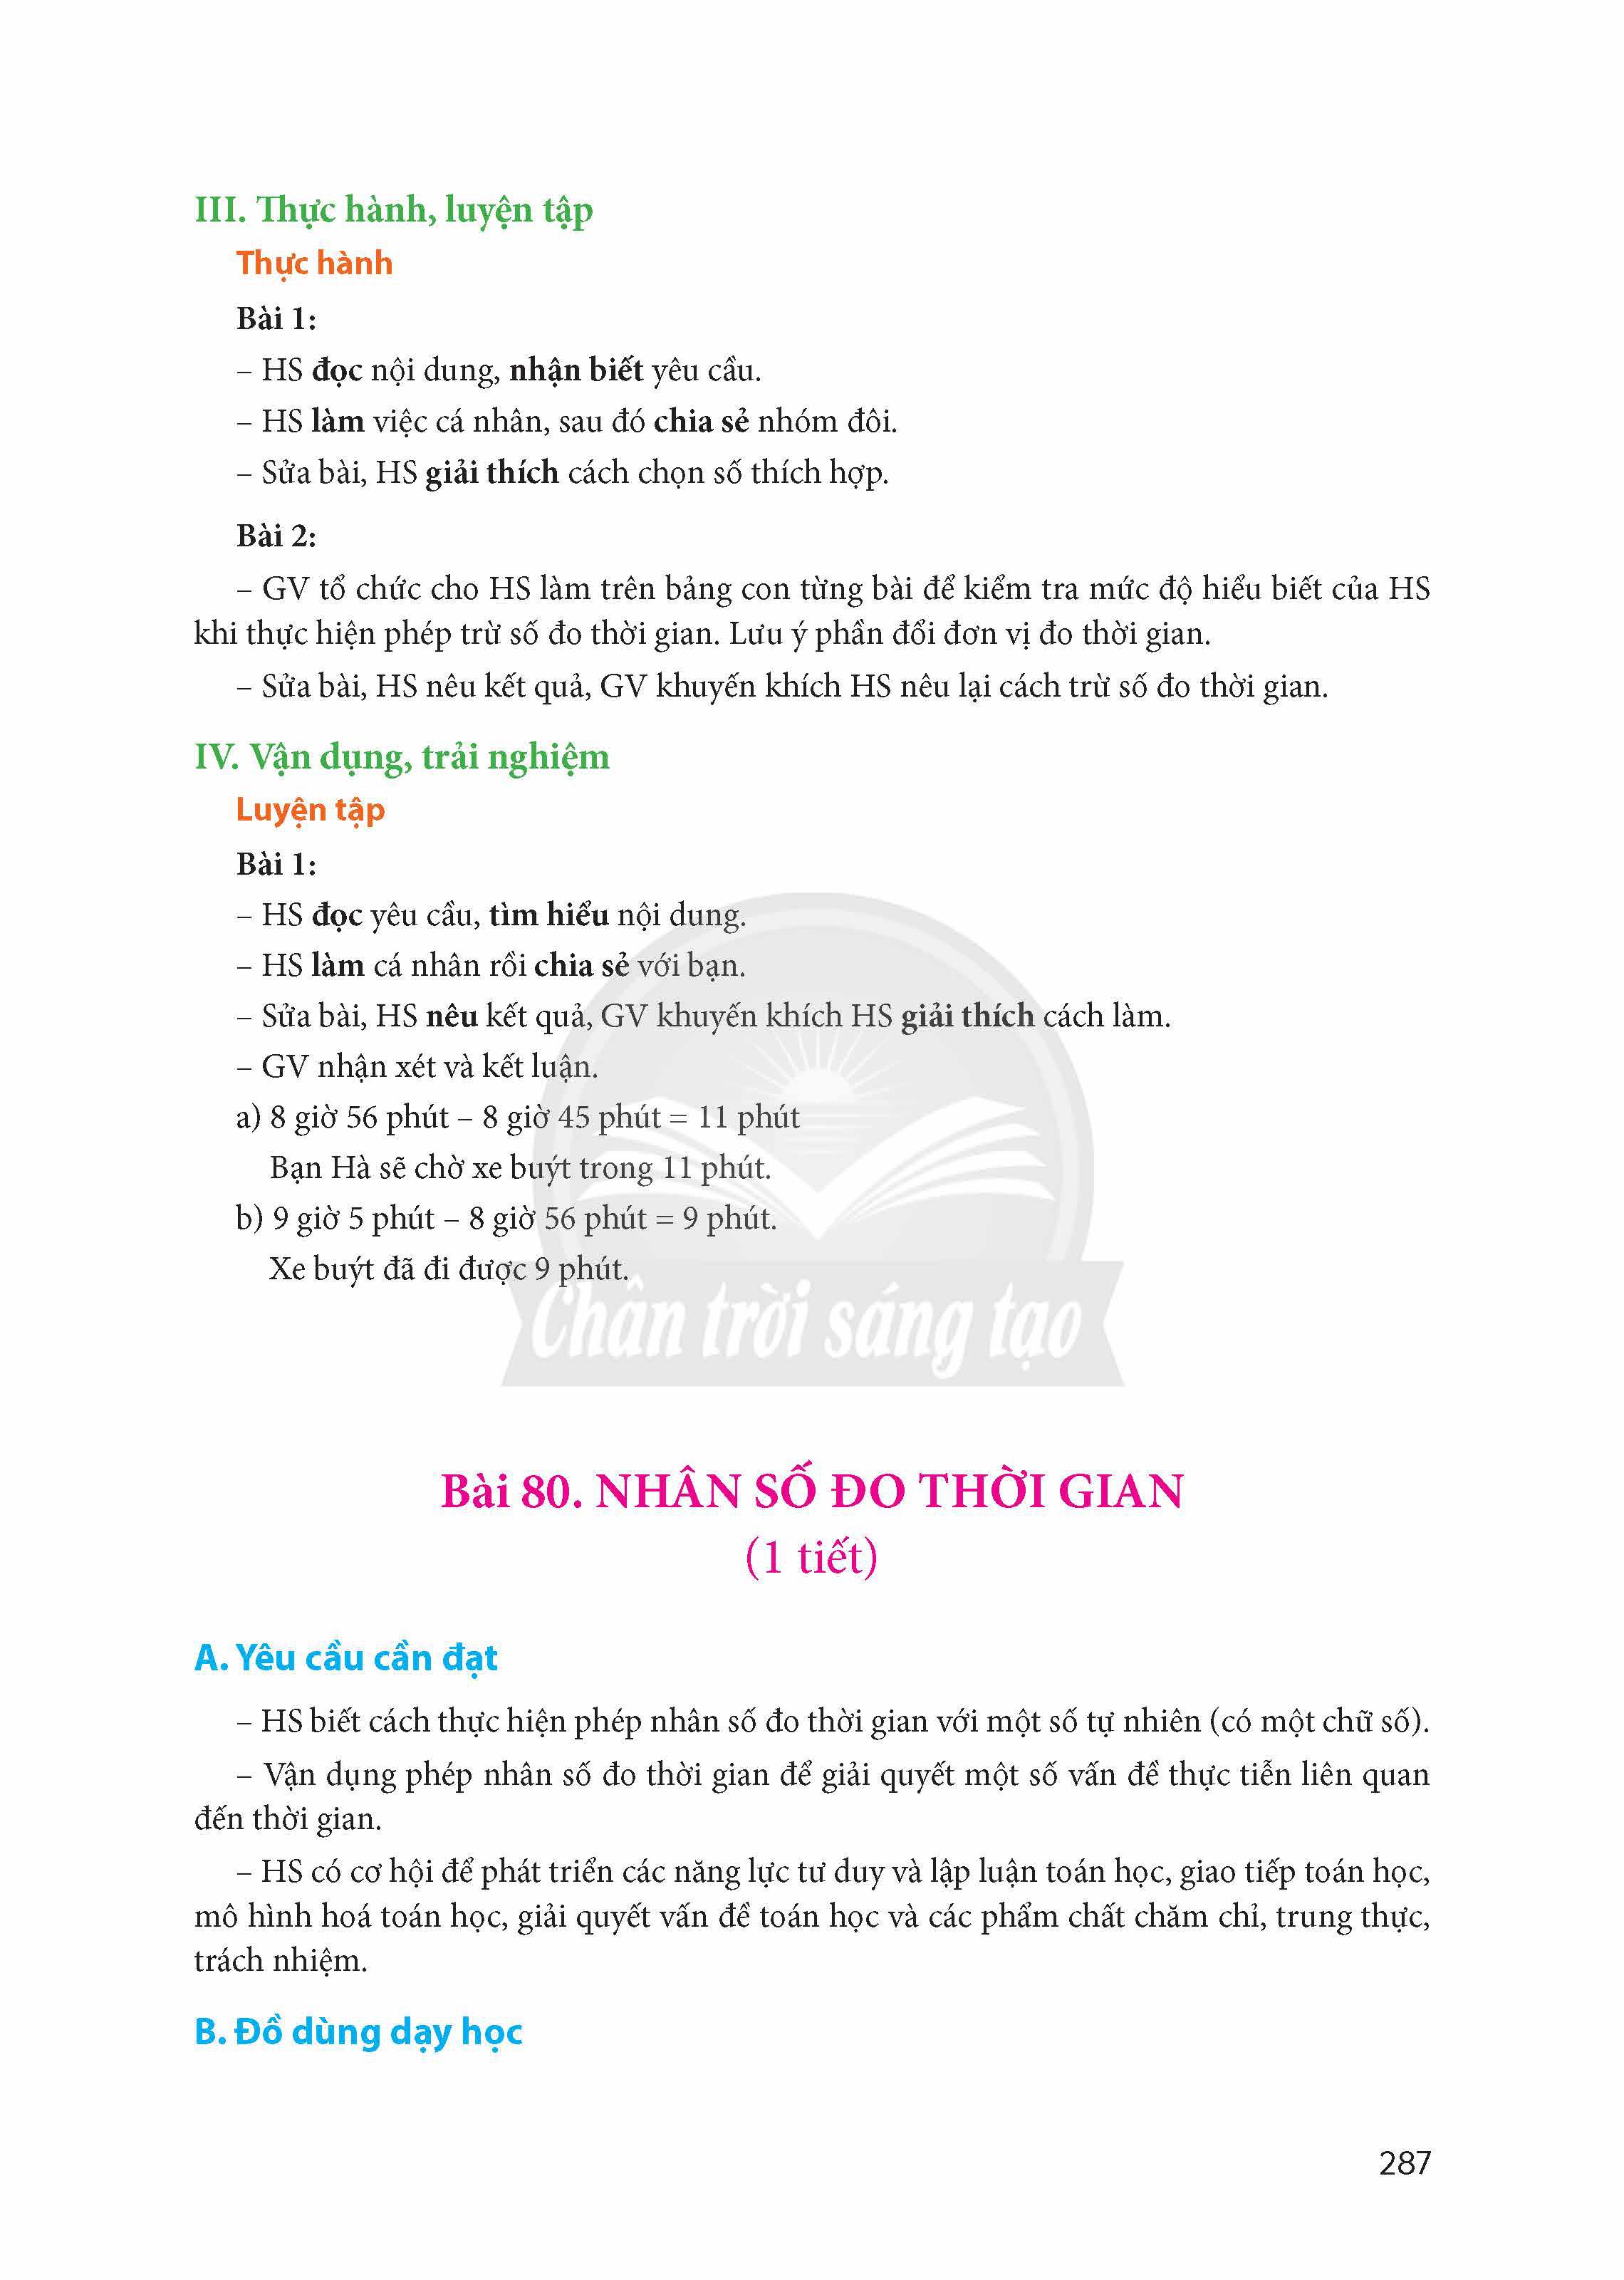 III. Thực hành, luyện tập
Thực hành
Bài 1:
– HS đọc nội dung, nhận biết yêu cầu.
– HS làm việc cá nhân, sau đó chia sẻ nhóm đôi.
– Sửa bài, HS giải thích cách chọn số thích hợp.
Bài 2:
– GV tổ chức cho HS làm trên bảng con từng bài để kiểm tra mức độ hiểu biết của HS
khi thực hiện phép trừ số đo thời gian. Lưu ý phần đổi đơn vị đo thời gian.
– Sửa bài, HS nêu kết quả, GV khuyến khích HS nêu lại cách trừ số đo thời gian.
IV. Vận dụng, trải nghiệm
Luyện tập
Bài 1:
– HS đọc yêu cầu, tìm hiểu nội dung.
– HS làm cá nhân rồi chia sẻ với bạn.
– Sửa bài, HS nêu kết quả, GV khuyến khích HS giải thích cách làm.
– GV nhận xét và kết luận.
a) 8 giờ 56 phút – 8 giờ 45 phút = 11 phút
Bạn Hà sẽ chờ xe buýt trong 11 phút.
b) 9 giờ 5 phút – 8 giờ 56 phút = 9 phút.
Xe buýt đã đi được 9 phút.
Chân trời sáng tạo
Bài 80. NHÂN SỐ ĐO THỜI GIAN
(1 tiết)
A. Yêu cầu cần đạt
– HS biết cách thực hiện phép nhân số đo thời gian với một số tự nhiên (có một chữ số).
– Vận dụng phép nhân số đo thời gian để giải quyết một số vấn đề thực tiễn liên quan
đến thời gian.
– HS có cơ hội để phát triển các năng lực tư duy và lập luận toán học, giao tiếp toán học,
mô hình hoá toán học, giải quyết vấn đề toán học và các phẩm chất chăm chỉ, trung thực,
trách nhiệm.
B. Đồ dùng dạy học
287